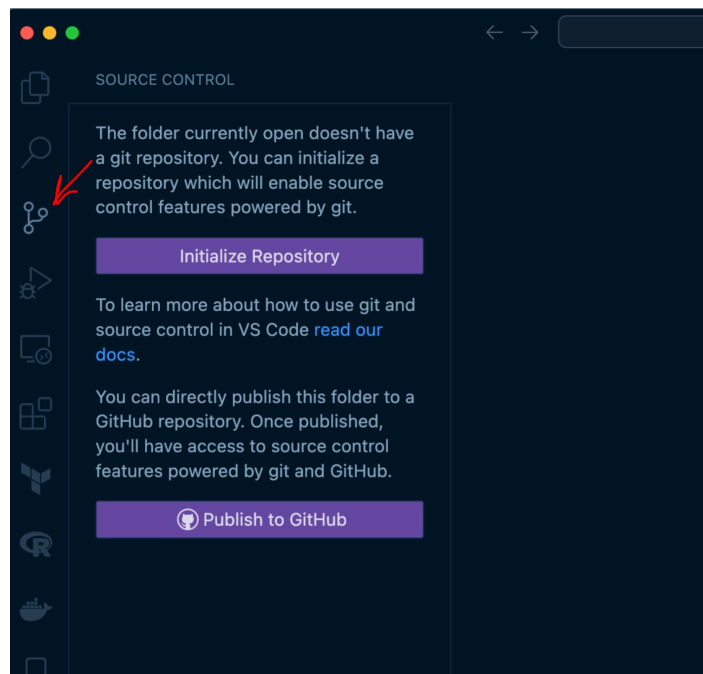 SOURCE CONTROL
The folder currently open doesn't have
a git repository. You can initialize a
repository which will enable source
control features powered by git.
Initialize Repository
To learn more about how to use git and
source control in VS Code read our
docs.
You can directly publish this folder to a
GitHub repository. Once published,
you'll have access to source control
features powered by git and GitHub.
Publish to GitHub
R